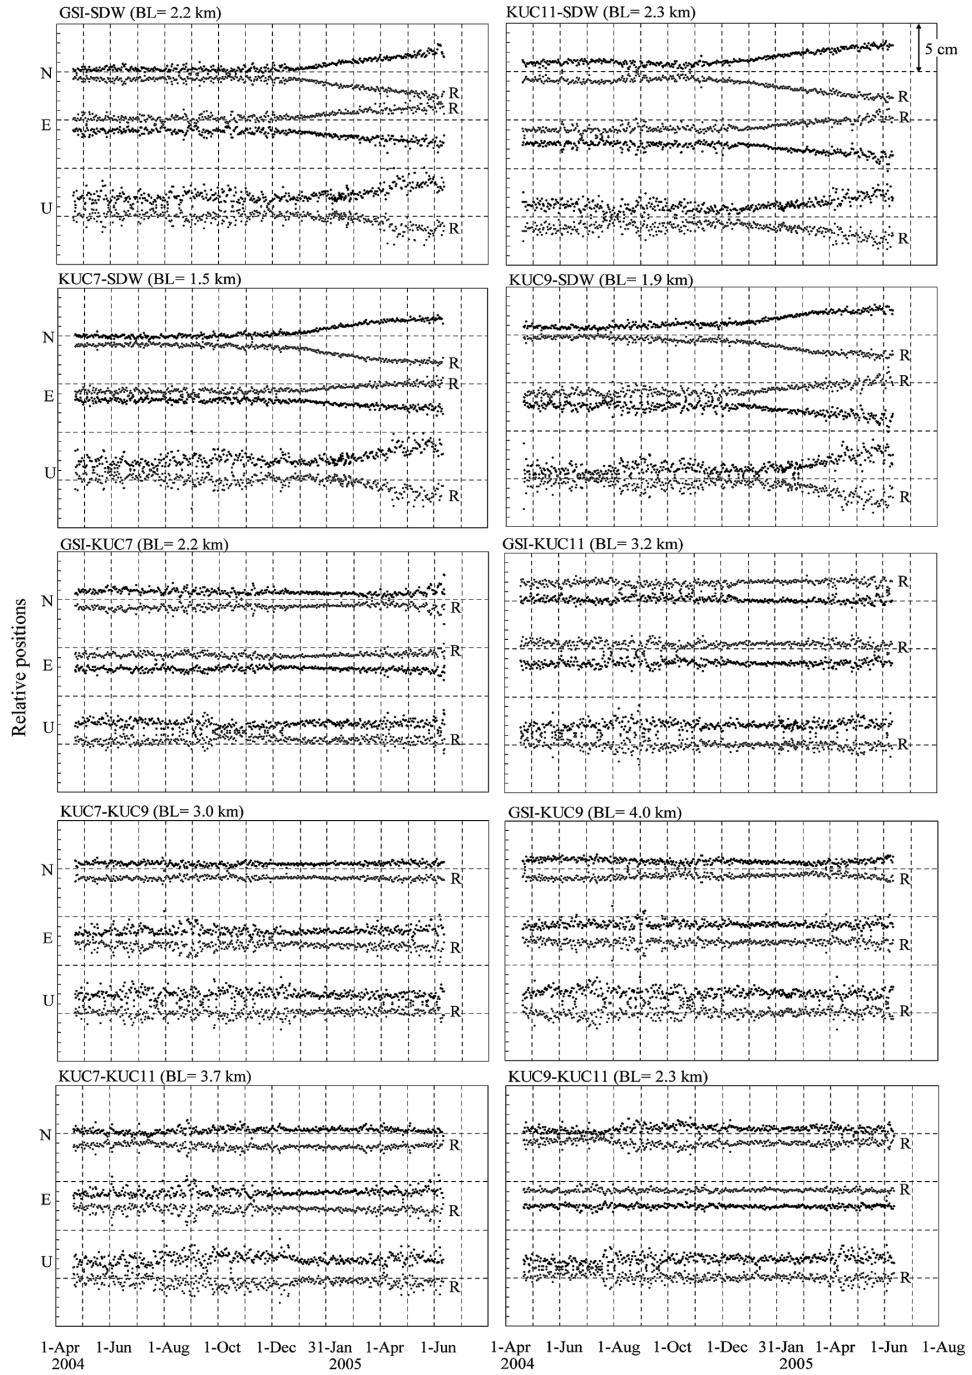 GSI-SDW (BL= 2.2 km)
KUC11-SDW (BL= 2.3 km)
5 cm
N
R
R
E
R
U
R
R
R
KUC7-SDW (BL= 1.5 km)
KUC9-SDW (BL= 1.9 km)
N
R
R
E
R
R
U
R
R
GSI-KUC7 (BL= 2.2 km)
GSI-KUC11 (BL= 3.2 km)
N
R
R
E
R
R
U
R
R
Relative positions
KUC7-KUC9 (BL= 3.0 km)
GSI-KUC9 (BL= 4.0 km)
N
R
R
E
R
R
U
R
R
KUC7-KUC11 (BL= 3.7 km)
KUC9-KUC11 (BL= 2.3 km)
N
R
R
E
R
R
U
R
R
1-Apr 1-Jun 1-Aug 1-Oct 1-Dec 31-Jan 1-Apr 1-Jun 1-Apr 1-Jun 1-Aug 1-Oct 1-Dec 31-Jan 1-Apr 1-Jun 1-Aug
2004 2005 2004 2005